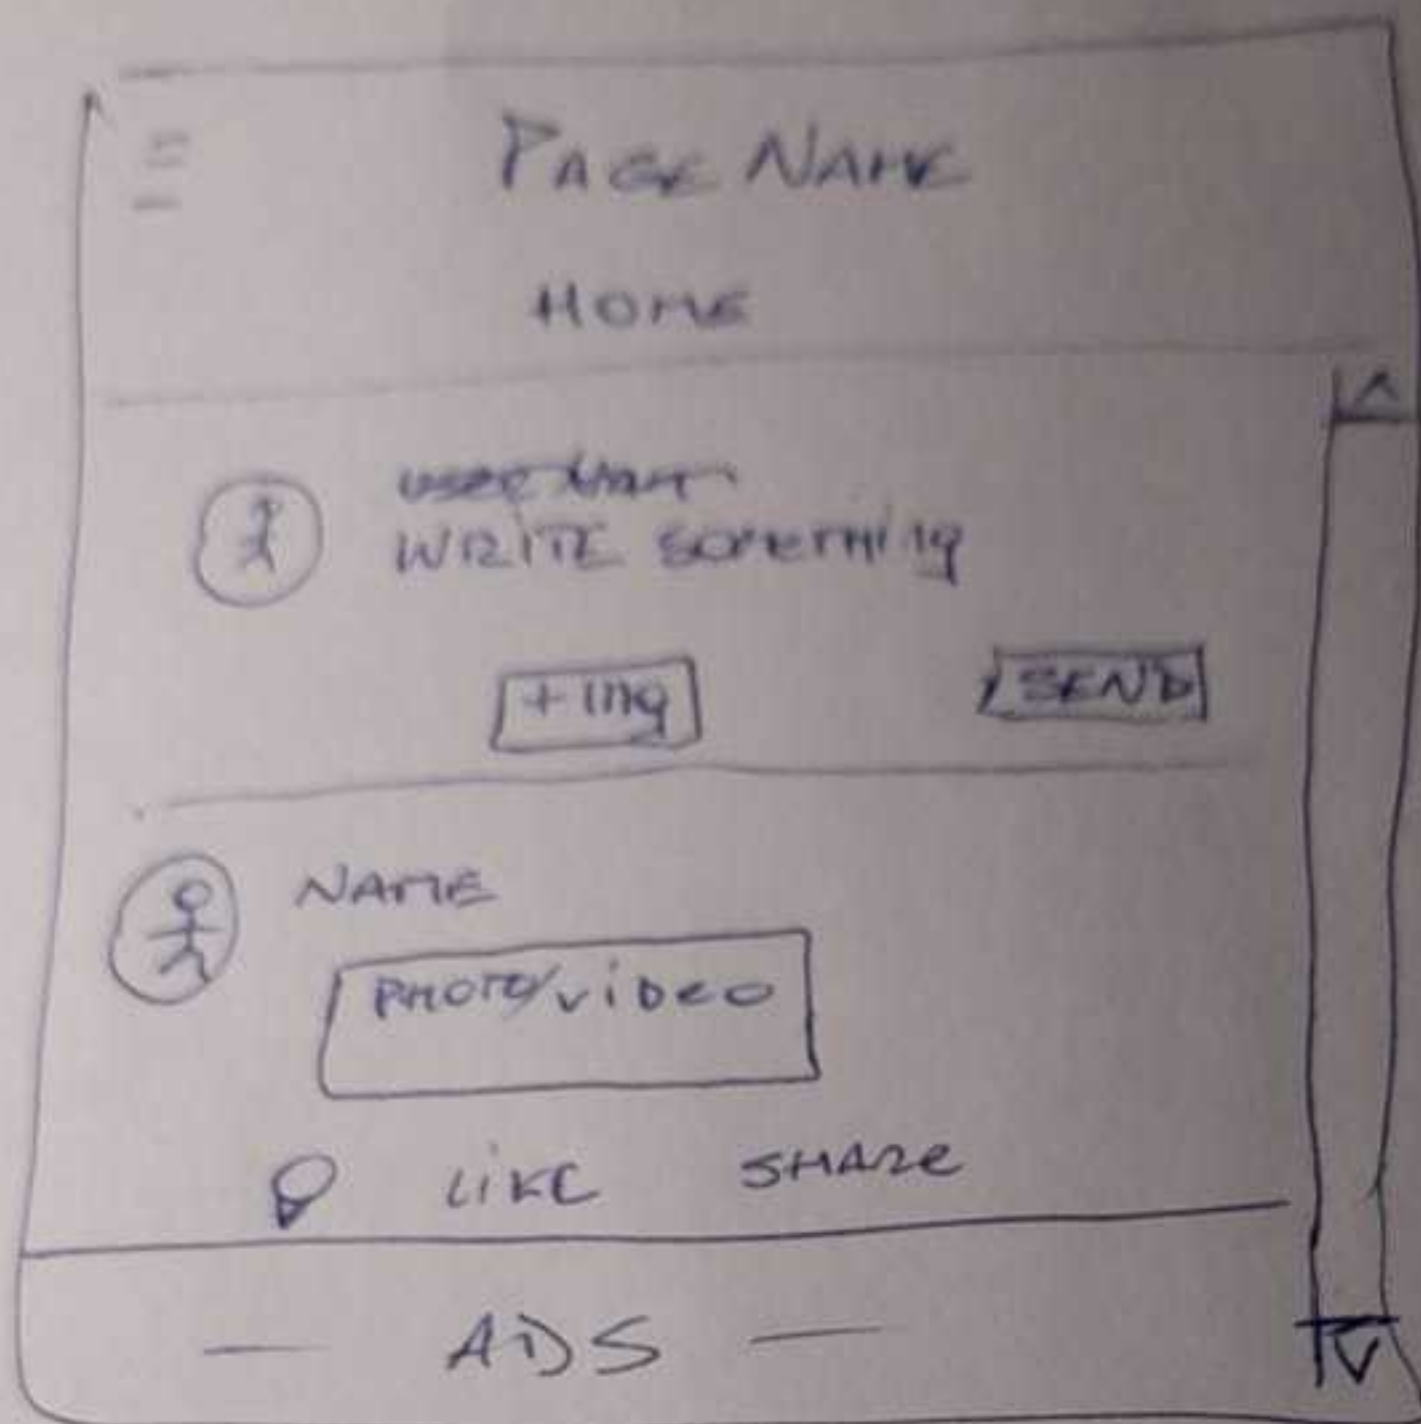 PAGE NAME
HOME
WRITE SOMETHING
+ Img
SEND
NAME
PHOTO/video
LIKE SHARE
— ADS —